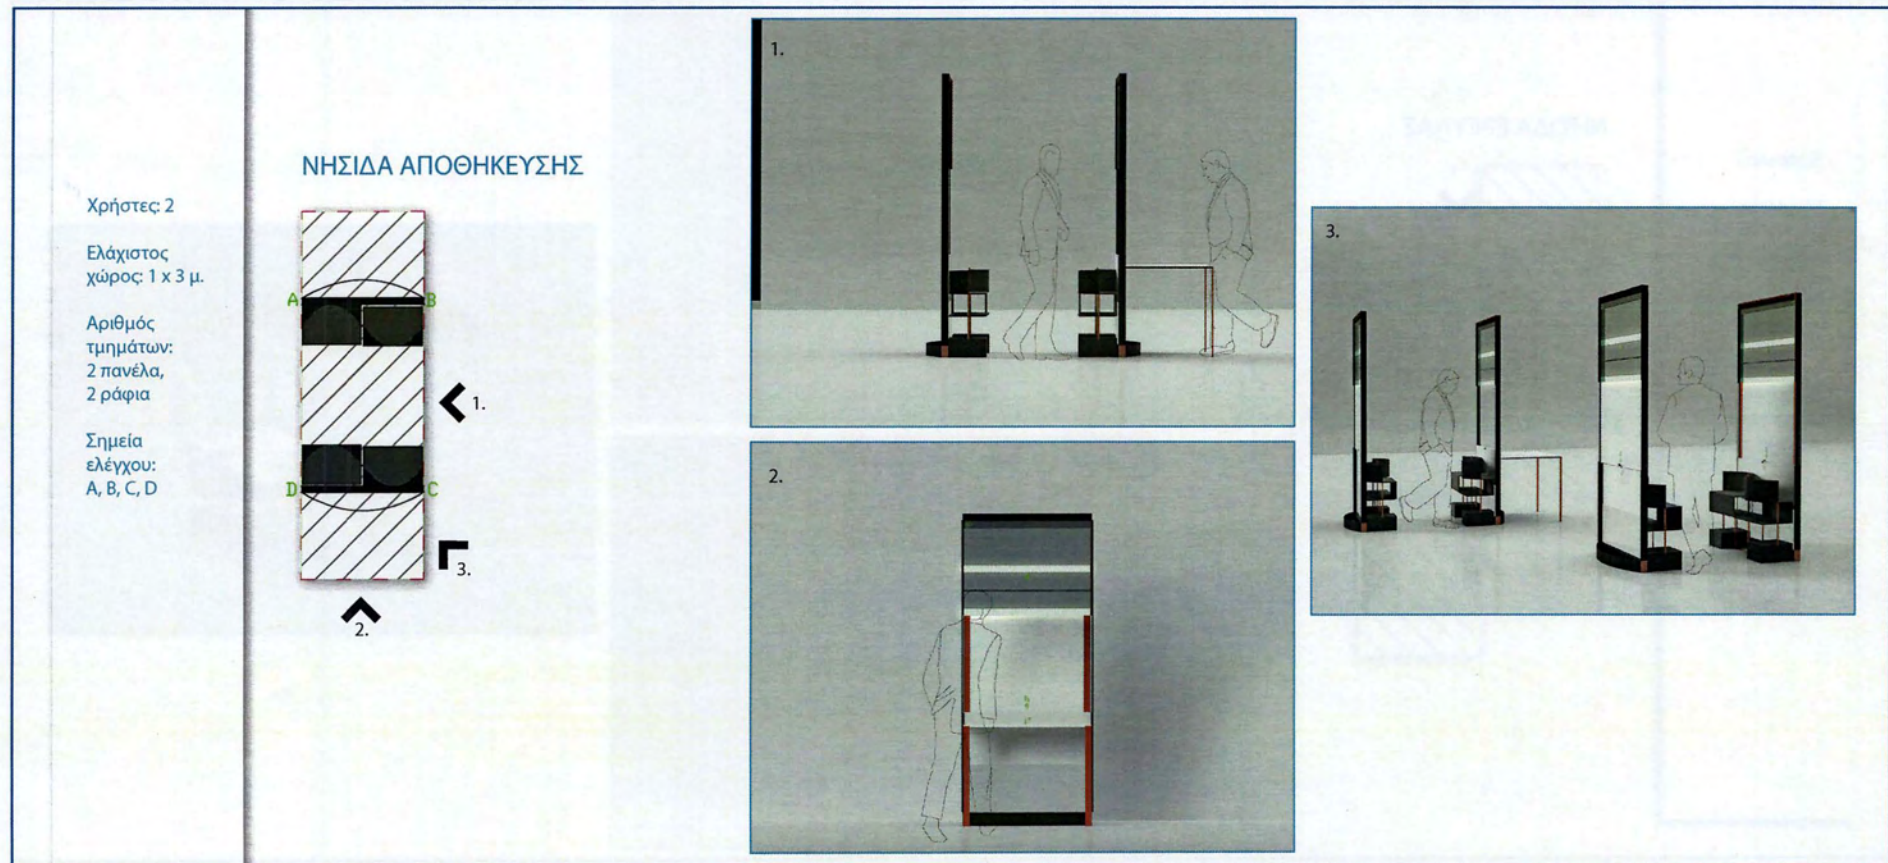 ΝΗΣΙΔΑ ΑΠΟΘΗΚΕΥΣΗΣ
Χρήστες: 2
Ελάχιστος
χώρος: 1 x 3 μ.
Αριθμός
τμημάτων:
2 πανέλα,
2 ράφια
Σημεία
ελέγχου:
A, B, C, D
A
B
D
C
1.
3.
2.
1.
2.
3.